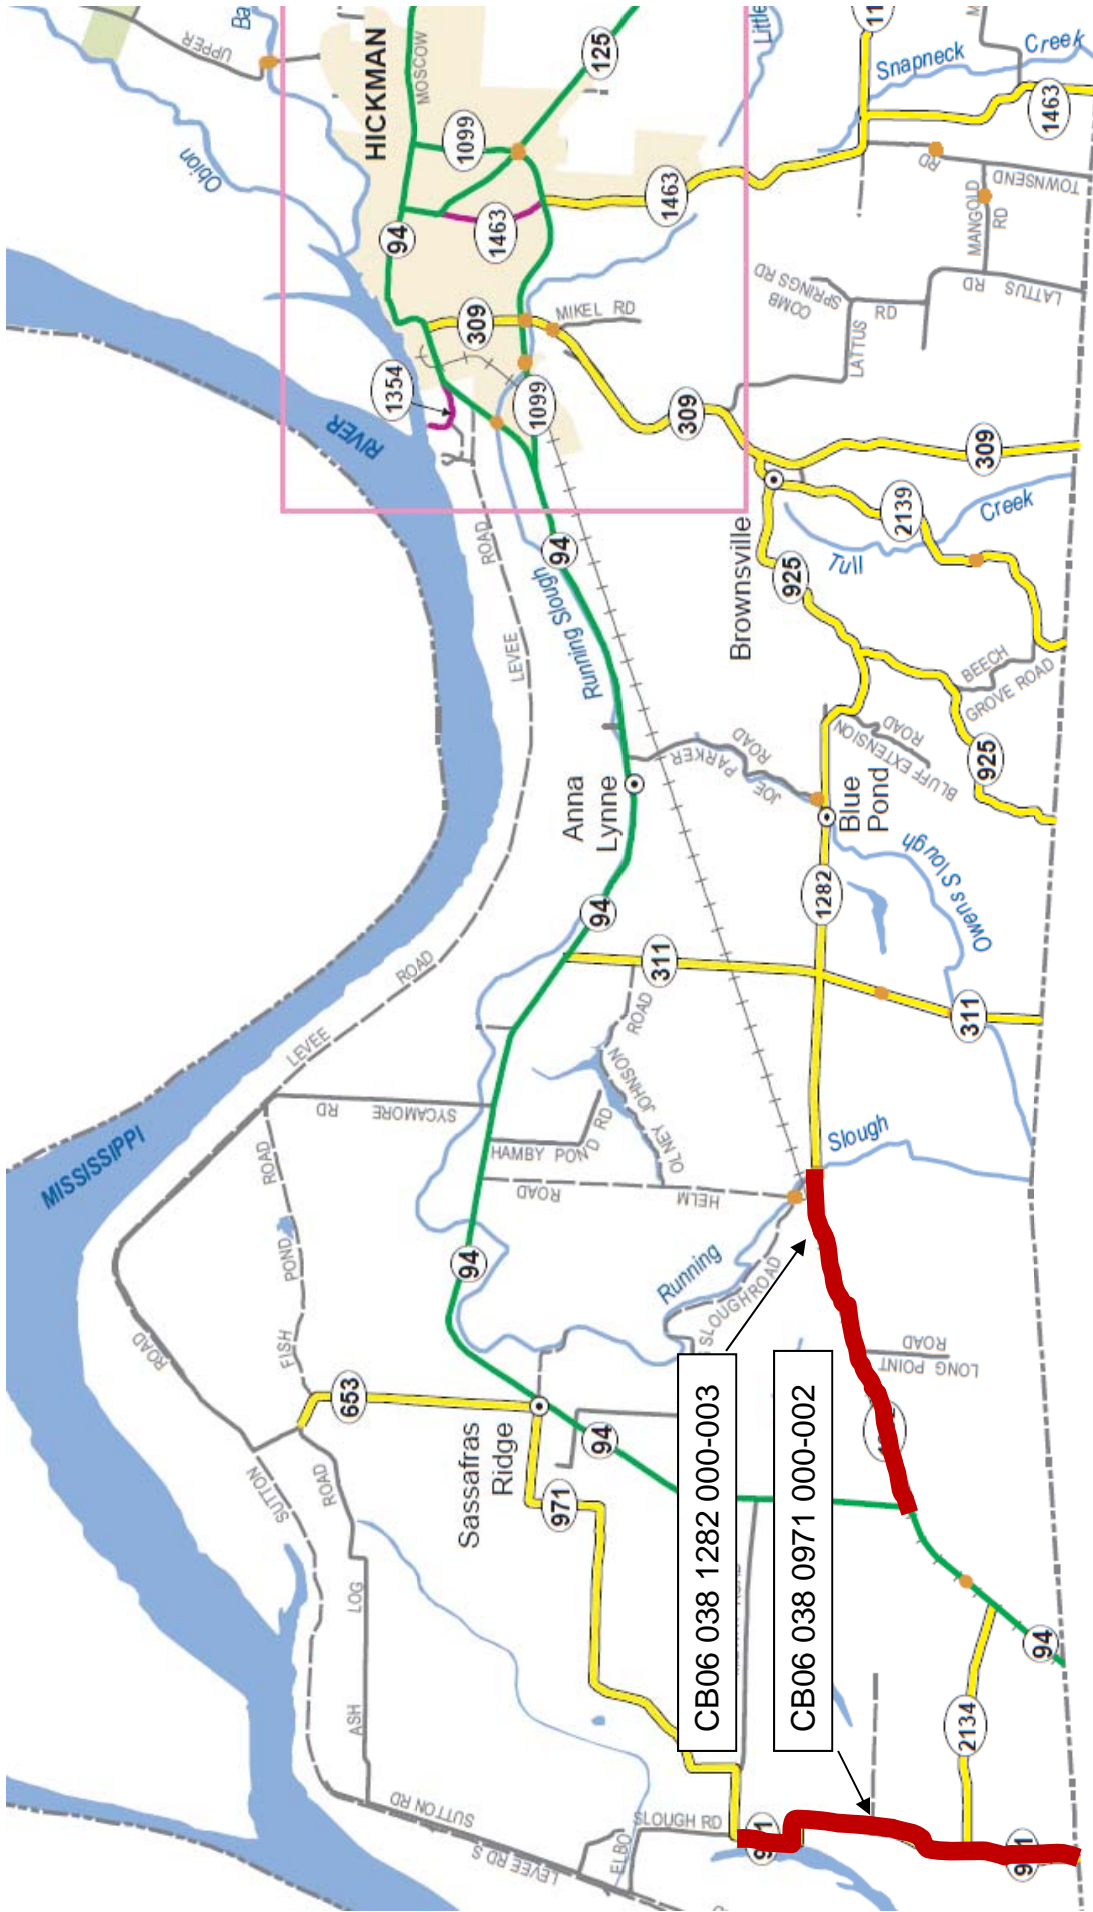 Ba
UPPER
Obion
HICKMAN
MOSCOW
125
1099
94
1463
1463
Little
11
Snapneck
Creek
1463
RD
TOWNSEND
MANGOLD
RD
LATTUS
RD
COMB
SPRINGS RD
LATTUS
RD
309
MIKEL RD
1354
1099
309
309
RIVER
ROAD
LEVEE
94
Running Slough
Brownsville
925
2139
Tull
Creek
BEECH
GROVE ROAD
925
BLUFF EXTENSION
ROAD
JOE
PARKER
ROAD
Anna
Lynne
Blue
Pond
1282
Owens Slough
94
311
311
ROAD
LEVEE
MISSISSIPPI
SYCAMORE
RD
HAMBY POND RD
OLNEY JOHNSON
ROAD
HELM
ROAD
Slough
Running
SLOUGH ROAD
94
ROAD
FISH
POND
ROAD
653
Sassafras
Ridge
94
971
LONG POINT
ROAD
SUTTON
ROAD
LOG
ASH
SUTTON RD
LEVEE RD S
ELBO
SLOUGH RD
CB06 038 1282 000-003
CB06 038 0971 000-002
2134
94